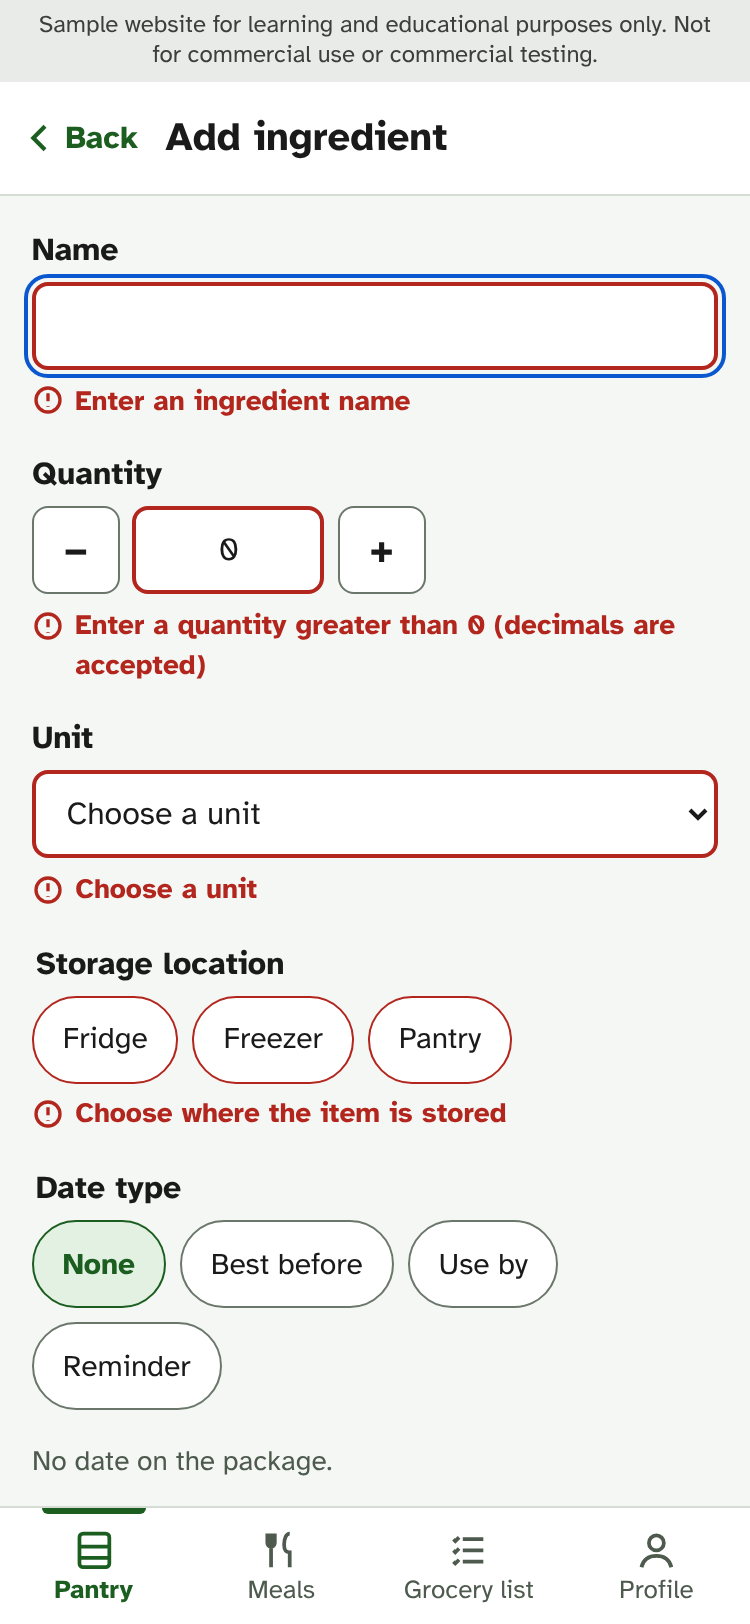 Sample website for learning and educational purposes only. Not
for commercial use or commercial testing.
Back Add ingredient
Name
Enter an ingredient name
Quantity
− 0 +
Enter a quantity greater than 0 (decimals are
accepted)
Unit
Choose a unit
Choose a unit
Storage location
Fridge Freezer Pantry
Choose where the item is stored
Date type
None Best before Use by
Reminder
No date on the package.
Pantry Meals Grocery list Profile